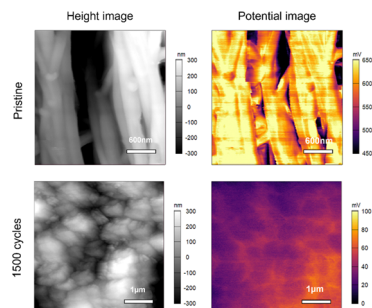 Height image
Potential image
Pristine
nm
300
200
100
0
-100
-200
-300
600nm
mV
650
600
550
500
450
600nm
1500 cycles
nm
300
200
100
0
-100
-200
-300
1μm
mV
100
80
60
40
20
0
1μm